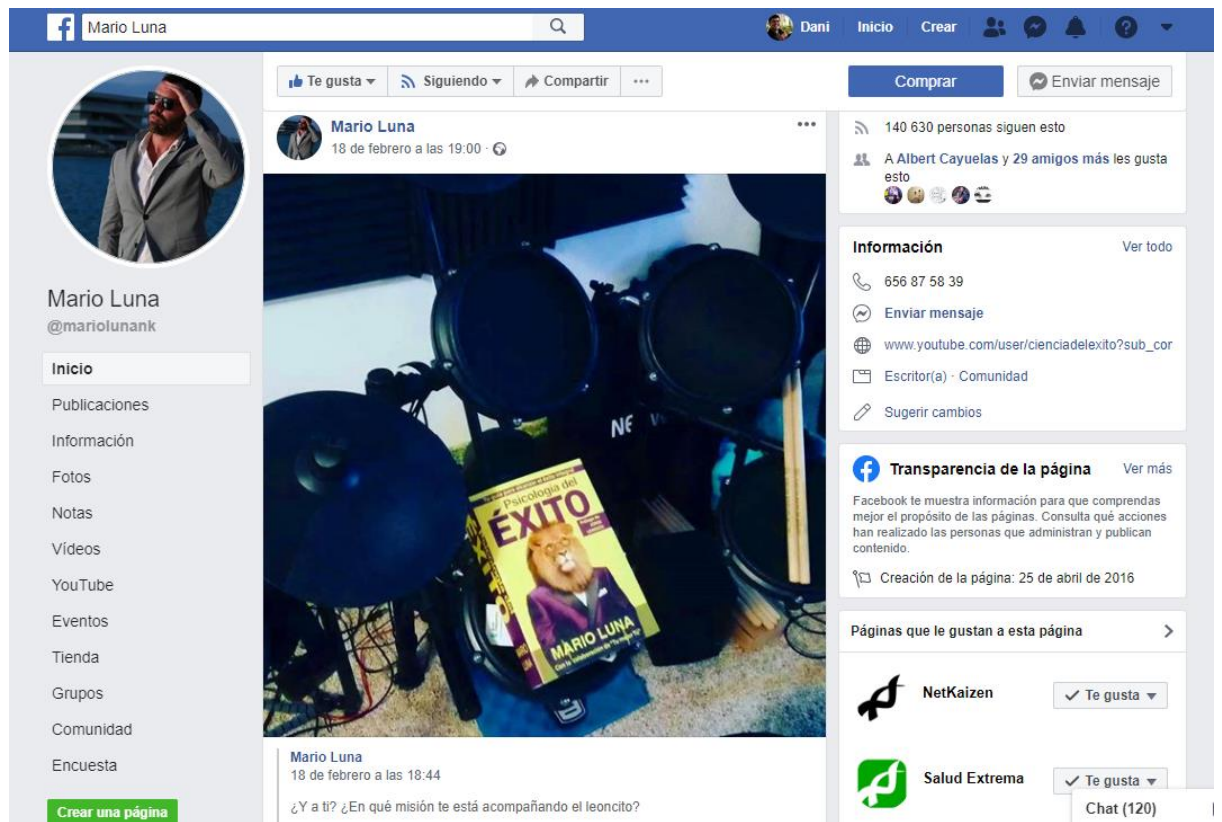 Mario Luna
Dani
Inicio
Crear
Te gusta
Siguiendo
Compartir
Comprar
Enviar mensaje
Mario Luna
@mariolunank
Inicio
Publicaciones
Información
Fotos
Notas
Vídeos
YouTube
Eventos
Tienda
Grupos
Comunidad
Encuesta
Crear una página
Mario Luna
18 de febrero a las 19:00
Psicología del
ÉXITO
MARIO LUNA
Con la colaboración de "Tu mejor Yo"
Mario Luna
18 de febrero a las 18:44
¿Y a ti? ¿En qué misión te está acompañando el leoncito?
140 630 personas siguen esto
A Albert Cayuelas y 29 amigos más les gusta
esto
Información
Ver todo
656 87 58 39
Enviar mensaje
www.youtube.com/user/cienciadelexito?sub_cor
Escritor(a) · Comunidad
Sugerir cambios
Transparencia de la página
Ver más
Facebook te muestra información para que comprendas
mejor el propósito de las páginas. Consulta qué acciones
han realizado las personas que administran y publican
contenido.
Creación de la página: 25 de abril de 2016
Páginas que le gustan a esta página
NetKaizen
Te gusta
Salud Extrema
Te gusta
Chat (120)